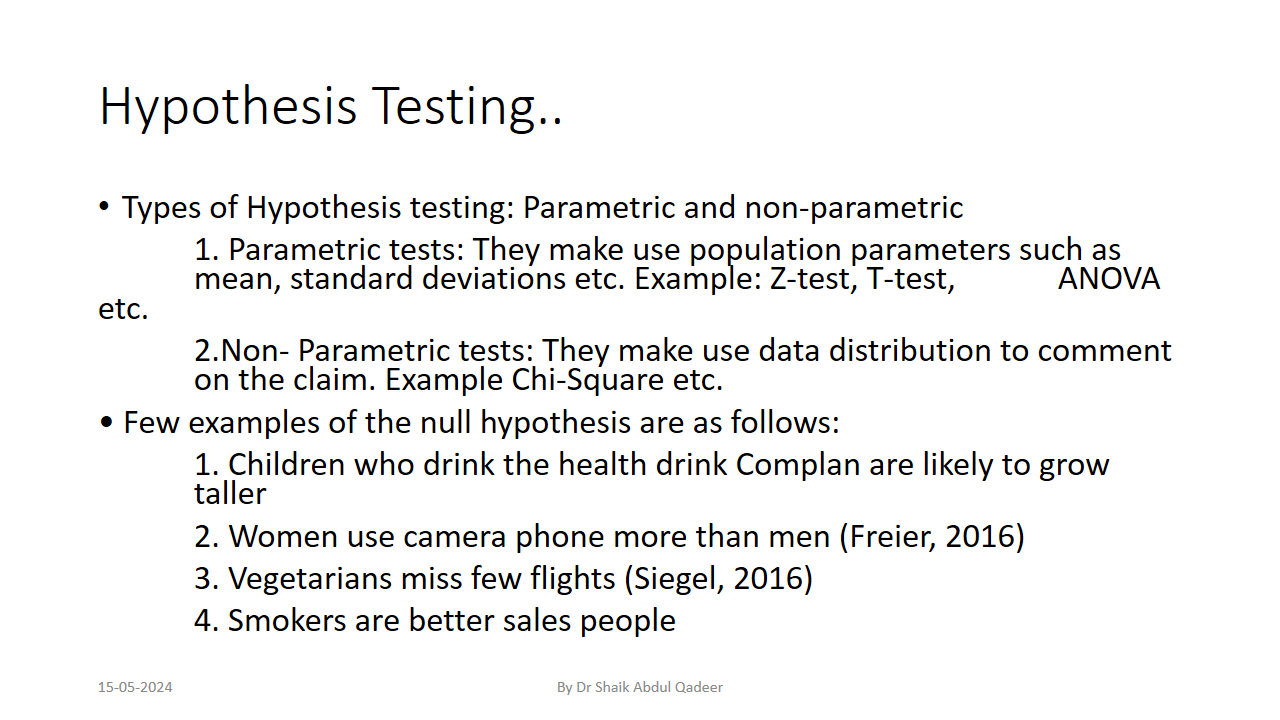 Hypothesis Testing..
• Types of Hypothesis testing: Parametric and non-parametric
1. Parametric tests: They make use population parameters such as
mean, standard deviations etc. Example: Z-test, T-test, ANOVA
etc.
2.Non- Parametric tests: They make use data distribution to comment
on the claim. Example Chi-Square etc.
• Few examples of the null hypothesis are as follows:
1. Children who drink the health drink Complan are likely to grow
taller
2. Women use camera phone more than men (Freier, 2016)
3. Vegetarians miss few flights (Siegel, 2016)
4. Smokers are better sales people
15-05-2024 By Dr Shaik Abdul Qadeer